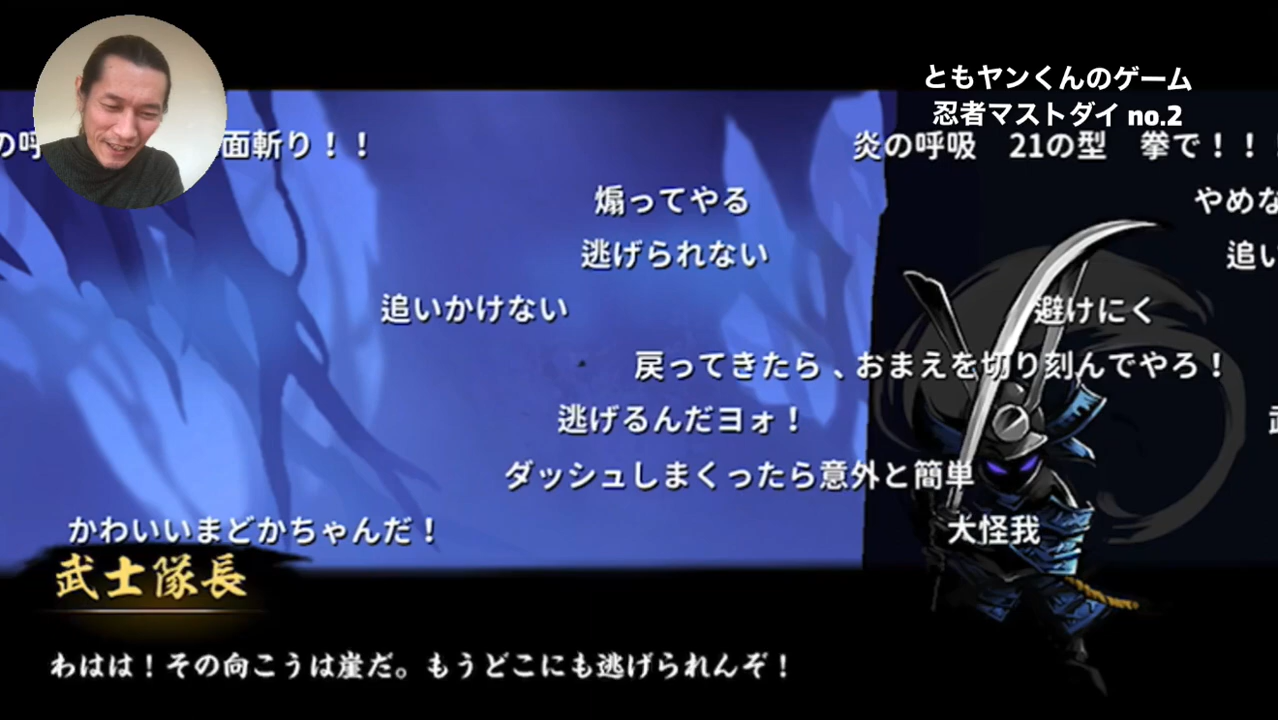 ともヤンくんのゲーム
忍者マストダイ no.2
の呼
面斬り！！
炎の呼吸　21の型　拳で！！
煽ってやる
やめな
逃げられない
追い
追いかけない
避けにく
戻ってきたら、おまえを切り刻んでやろ！
逃げるんだヨォ！
ダッシュしまくったら意外と簡単
かわいいまどかちゃんだ！
大怪我
武士隊長
わはは！その向こうは崖だ。もうどこにも逃げられんぞ！